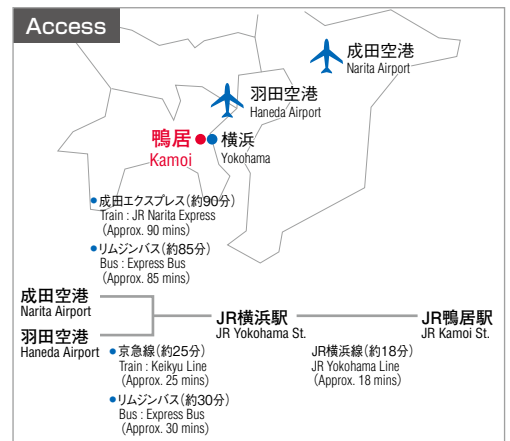 Access
成田空港
Narita Airport
羽田空港
Haneda Airport
鴨居
Kamoi
横浜
Yokohama
●成田エクスプレス(約90分)
Train : JR Narita Express
(Approx. 90 mins)
●リムジンバス(約85分)
Bus : Express Bus
(Approx. 85 mins)
成田空港
Narita Airport
羽田空港
Haneda Airport
JR横浜駅
JR Yokohama St.
JR鴨居駅
JR Kamoi St.
●京急線(約25分)
Train : Keikyu Line
(Approx. 25 mins)
●リムジンバス(約30分)
Bus : Express Bus
(Approx. 30 mins)
JR横浜線(約18分)
JR Yokohama Line
(Approx. 18 mins)